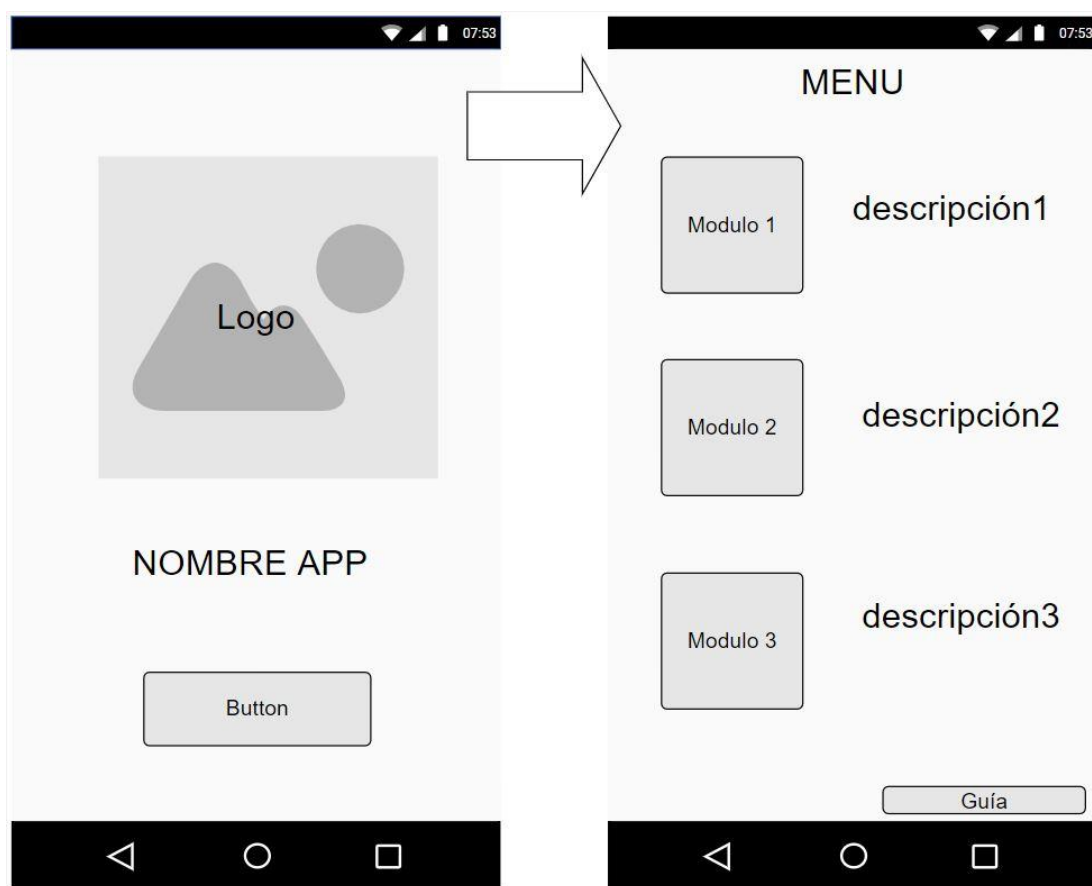 07:53
Logo
NOMBRE APP
Button
07:53
MENU
Modulo 1
descripción1
Modulo 2
descripción2
Modulo 3
descripción3
Guía